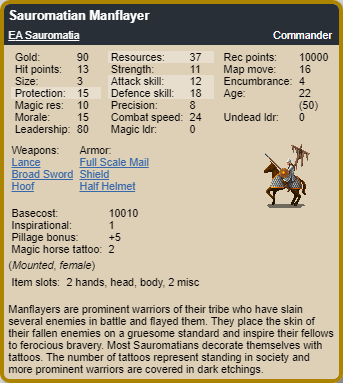 Sauromatian Manflayer
EA Sauromatia Commander
Gold: 90 Resources: 37 Rec points: 10000
Hit points: 13 Strength: 11 Map move: 16
Size: 3 Attack skill: 12 Encumbrance: 4
Protection: 15 Defence skill: 18 Age: 22
Magic res: 10 Precision: 8 (50)
Morale: 15 Combat speed: 24 Undead ldr: 0
Leadership: 80 Magic ldr: 0
Weapons: Armor:
Lance Full Scale Mail
Broad Sword Shield
Hoof Half Helmet
Basecost: 10010
Inspirational: 1
Pillage bonus: +5
Magic horse tattoo: 2
(Mounted, female)
Item slots: 2 hands, head, body, 2 misc
Manflayers are prominent warriors of their tribe who have slain
several enemies in battle and flayed them. They place the skin of
their fallen enemies on a gruesome standard and inspire their fellows
to ferocious bravery. Most Sauromatians decorate themselves with
tattoos. The number of tattoos represent standing in society and
more prominent warriors are covered in dark etchings.